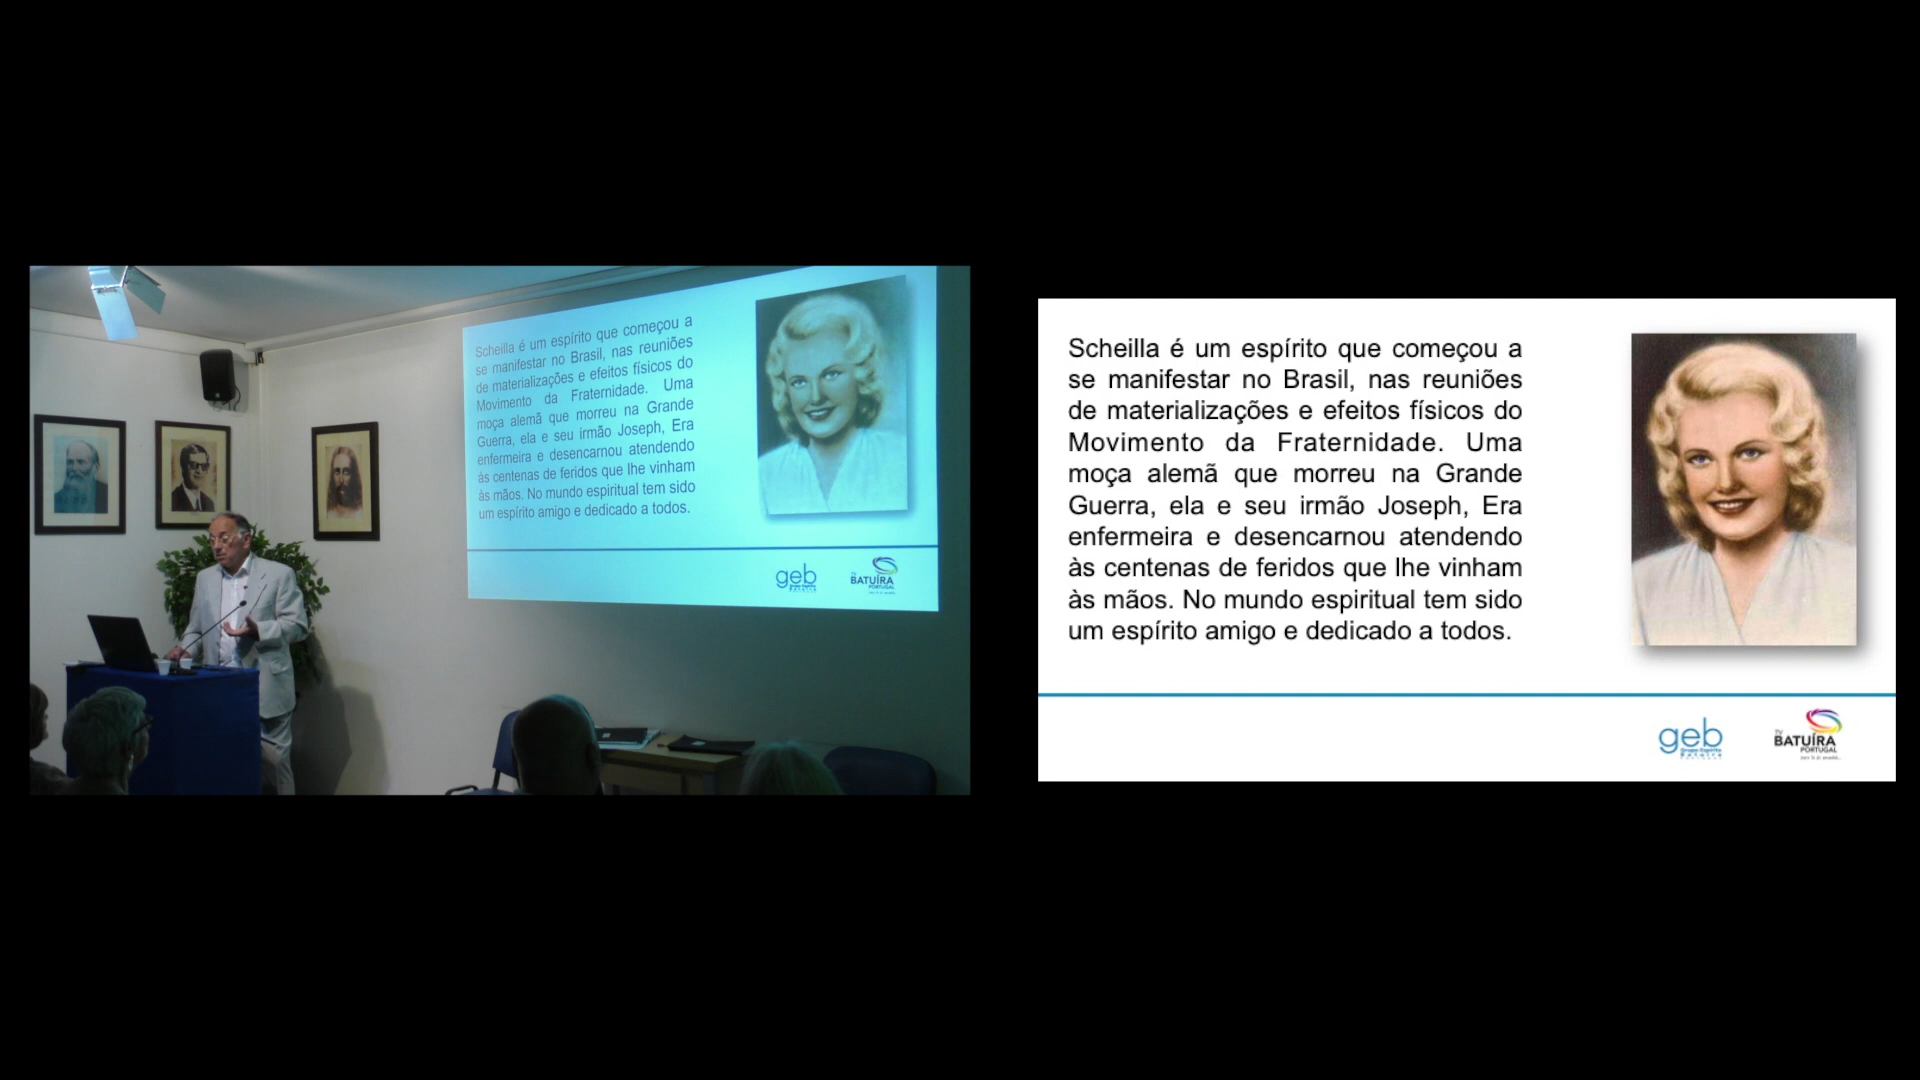 Scheilla é um espírito que começou a
se manifestar no Brasil, nas reuniões
de materializações e efeitos físicos do
Movimento da Fraternidade. Uma
moça alemã que morreu na Grande
Guerra, ela e seu irmão Joseph, Era
enfermeira e desencarnou atendendo
às centenas de feridos que lhe vinham
às mãos. No mundo espiritual tem sido
um espírito amigo e dedicado a todos.
geb
BATUÍRA
PORTUGAL
Scheilla é um espírito que começou a
se manifestar no Brasil, nas reuniões
de materializações e efeitos físicos do
Movimento da Fraternidade. Uma
moça alemã que morreu na Grande
Guerra, ela e seu irmão Joseph, Era
enfermeira e desencarnou atendendo
às centenas de feridos que lhe vinham
às mãos. No mundo espiritual tem sido
um espírito amigo e dedicado a todos.
geb
Grupo Espírita
Batuíra
TV
BATUÍRA
PORTUGAL